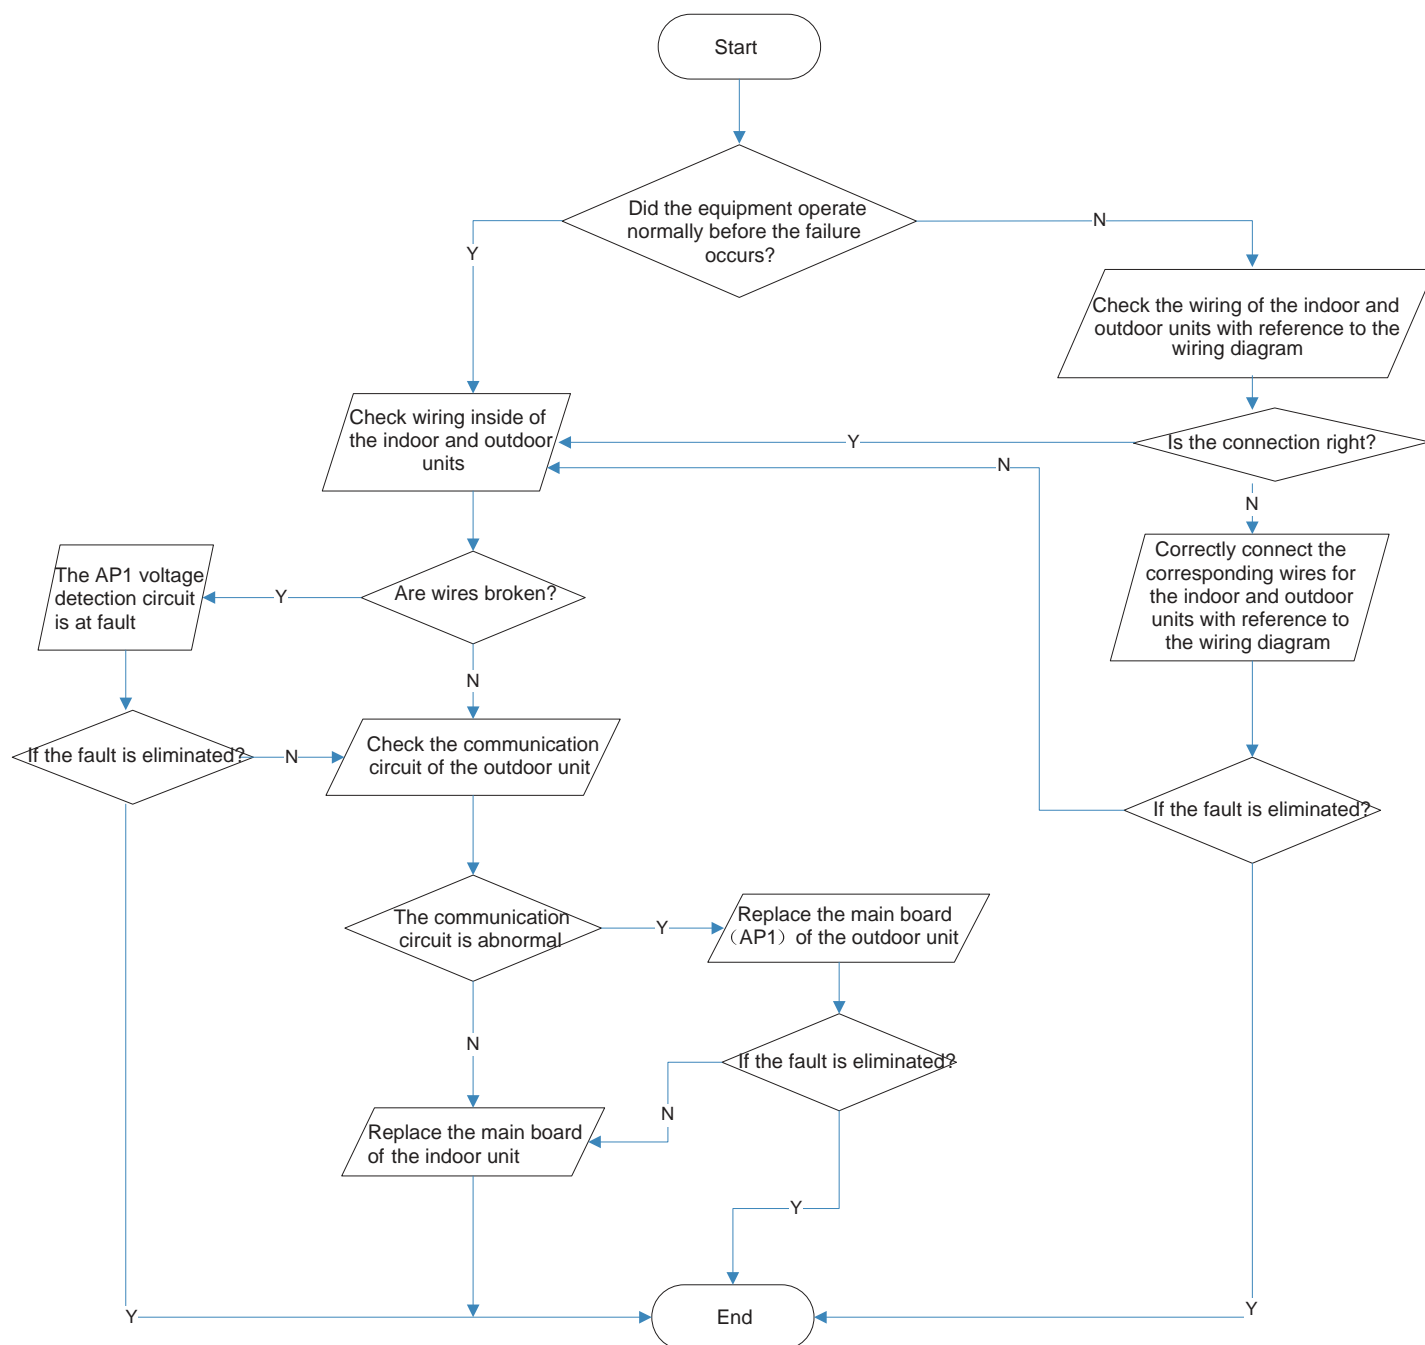 Start
Did the equipment operate
normally before the failure
occurs?
Y
N
Check the wiring of the indoor and
outdoor units with reference to the
wiring diagram
Check wiring inside of
the indoor and outdoor
units
Y
Is the connection right?
N
N
The AP1 voltage
detection circuit
is at fault
Y
Are wires broken?
Correctly connect the
corresponding wires for
the indoor and outdoor
units with reference to
the wiring diagram
N
If the fault is eliminated?
N
Check the communication
circuit of the outdoor unit
If the fault is eliminated?
The communication
circuit is abnormal
Y
Replace the main board
（AP1）of the outdoor unit
N
If the fault is eliminated?
N
Replace the main board
of the indoor unit
Y
Y
End
Y